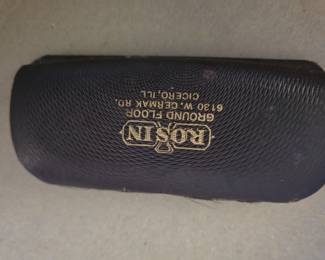 ROSIN
GROUND FLOOR
6130 W. CERMAK RD.
CICERO, ILL